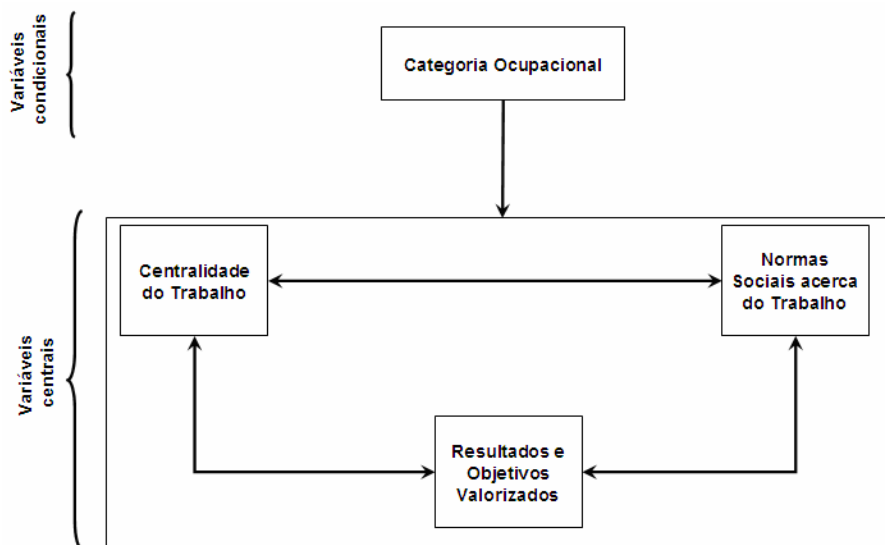 Variáveis
condicionais
Categoria Ocupacional
Variáveis
centrais
Centralidade
do Trabalho
Normas
Sociais acerca
do Trabalho
Resultados e
Objetivos
Valorizados